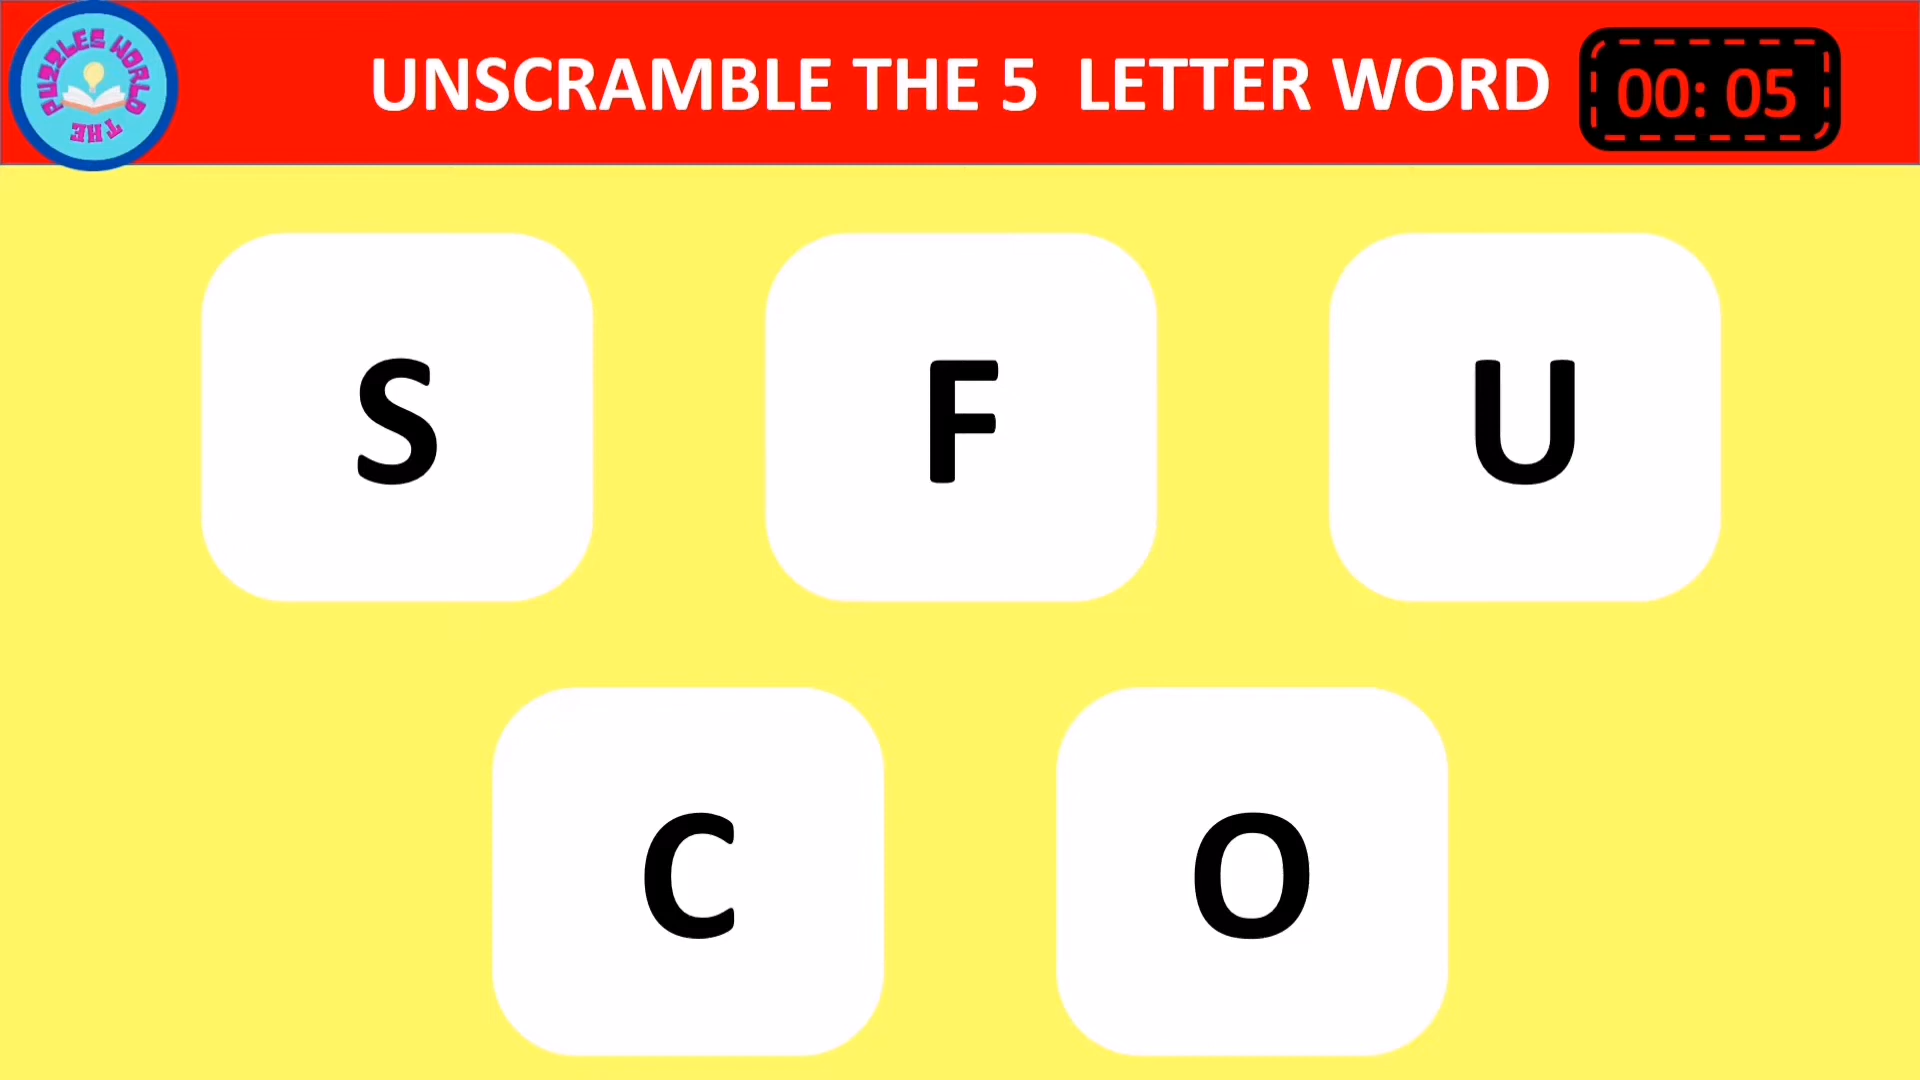 THE PUZZLES WORLD
UNSCRAMBLE THE 5 LETTER WORD
00: 05
S F U
C O